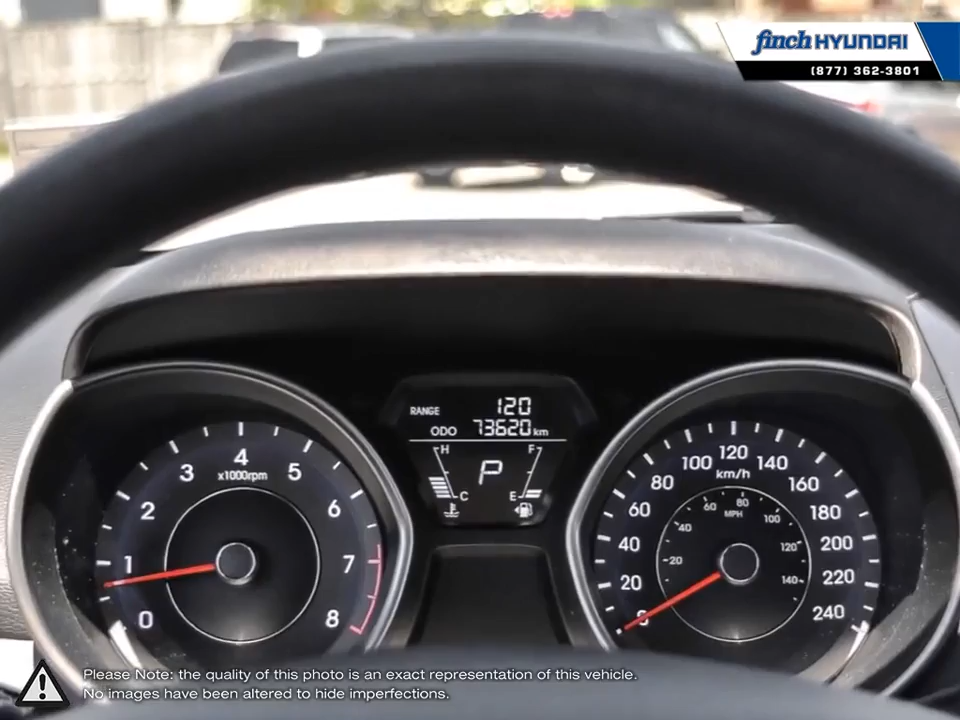 finch HYUNDAI
(877) 362-3801
RANGE 120
ODO 73620 km
H F
P
C E
0 1 2 3 4 5 6 7 8
x1000rpm
0 20 40 60 80 100 120 140 160 180 200 220 240
km/h
20 40 60 80 100 120 140
MPH
Please Note: the quality of this photo is an exact representation of this vehicle.
No images have been altered to hide imperfections.